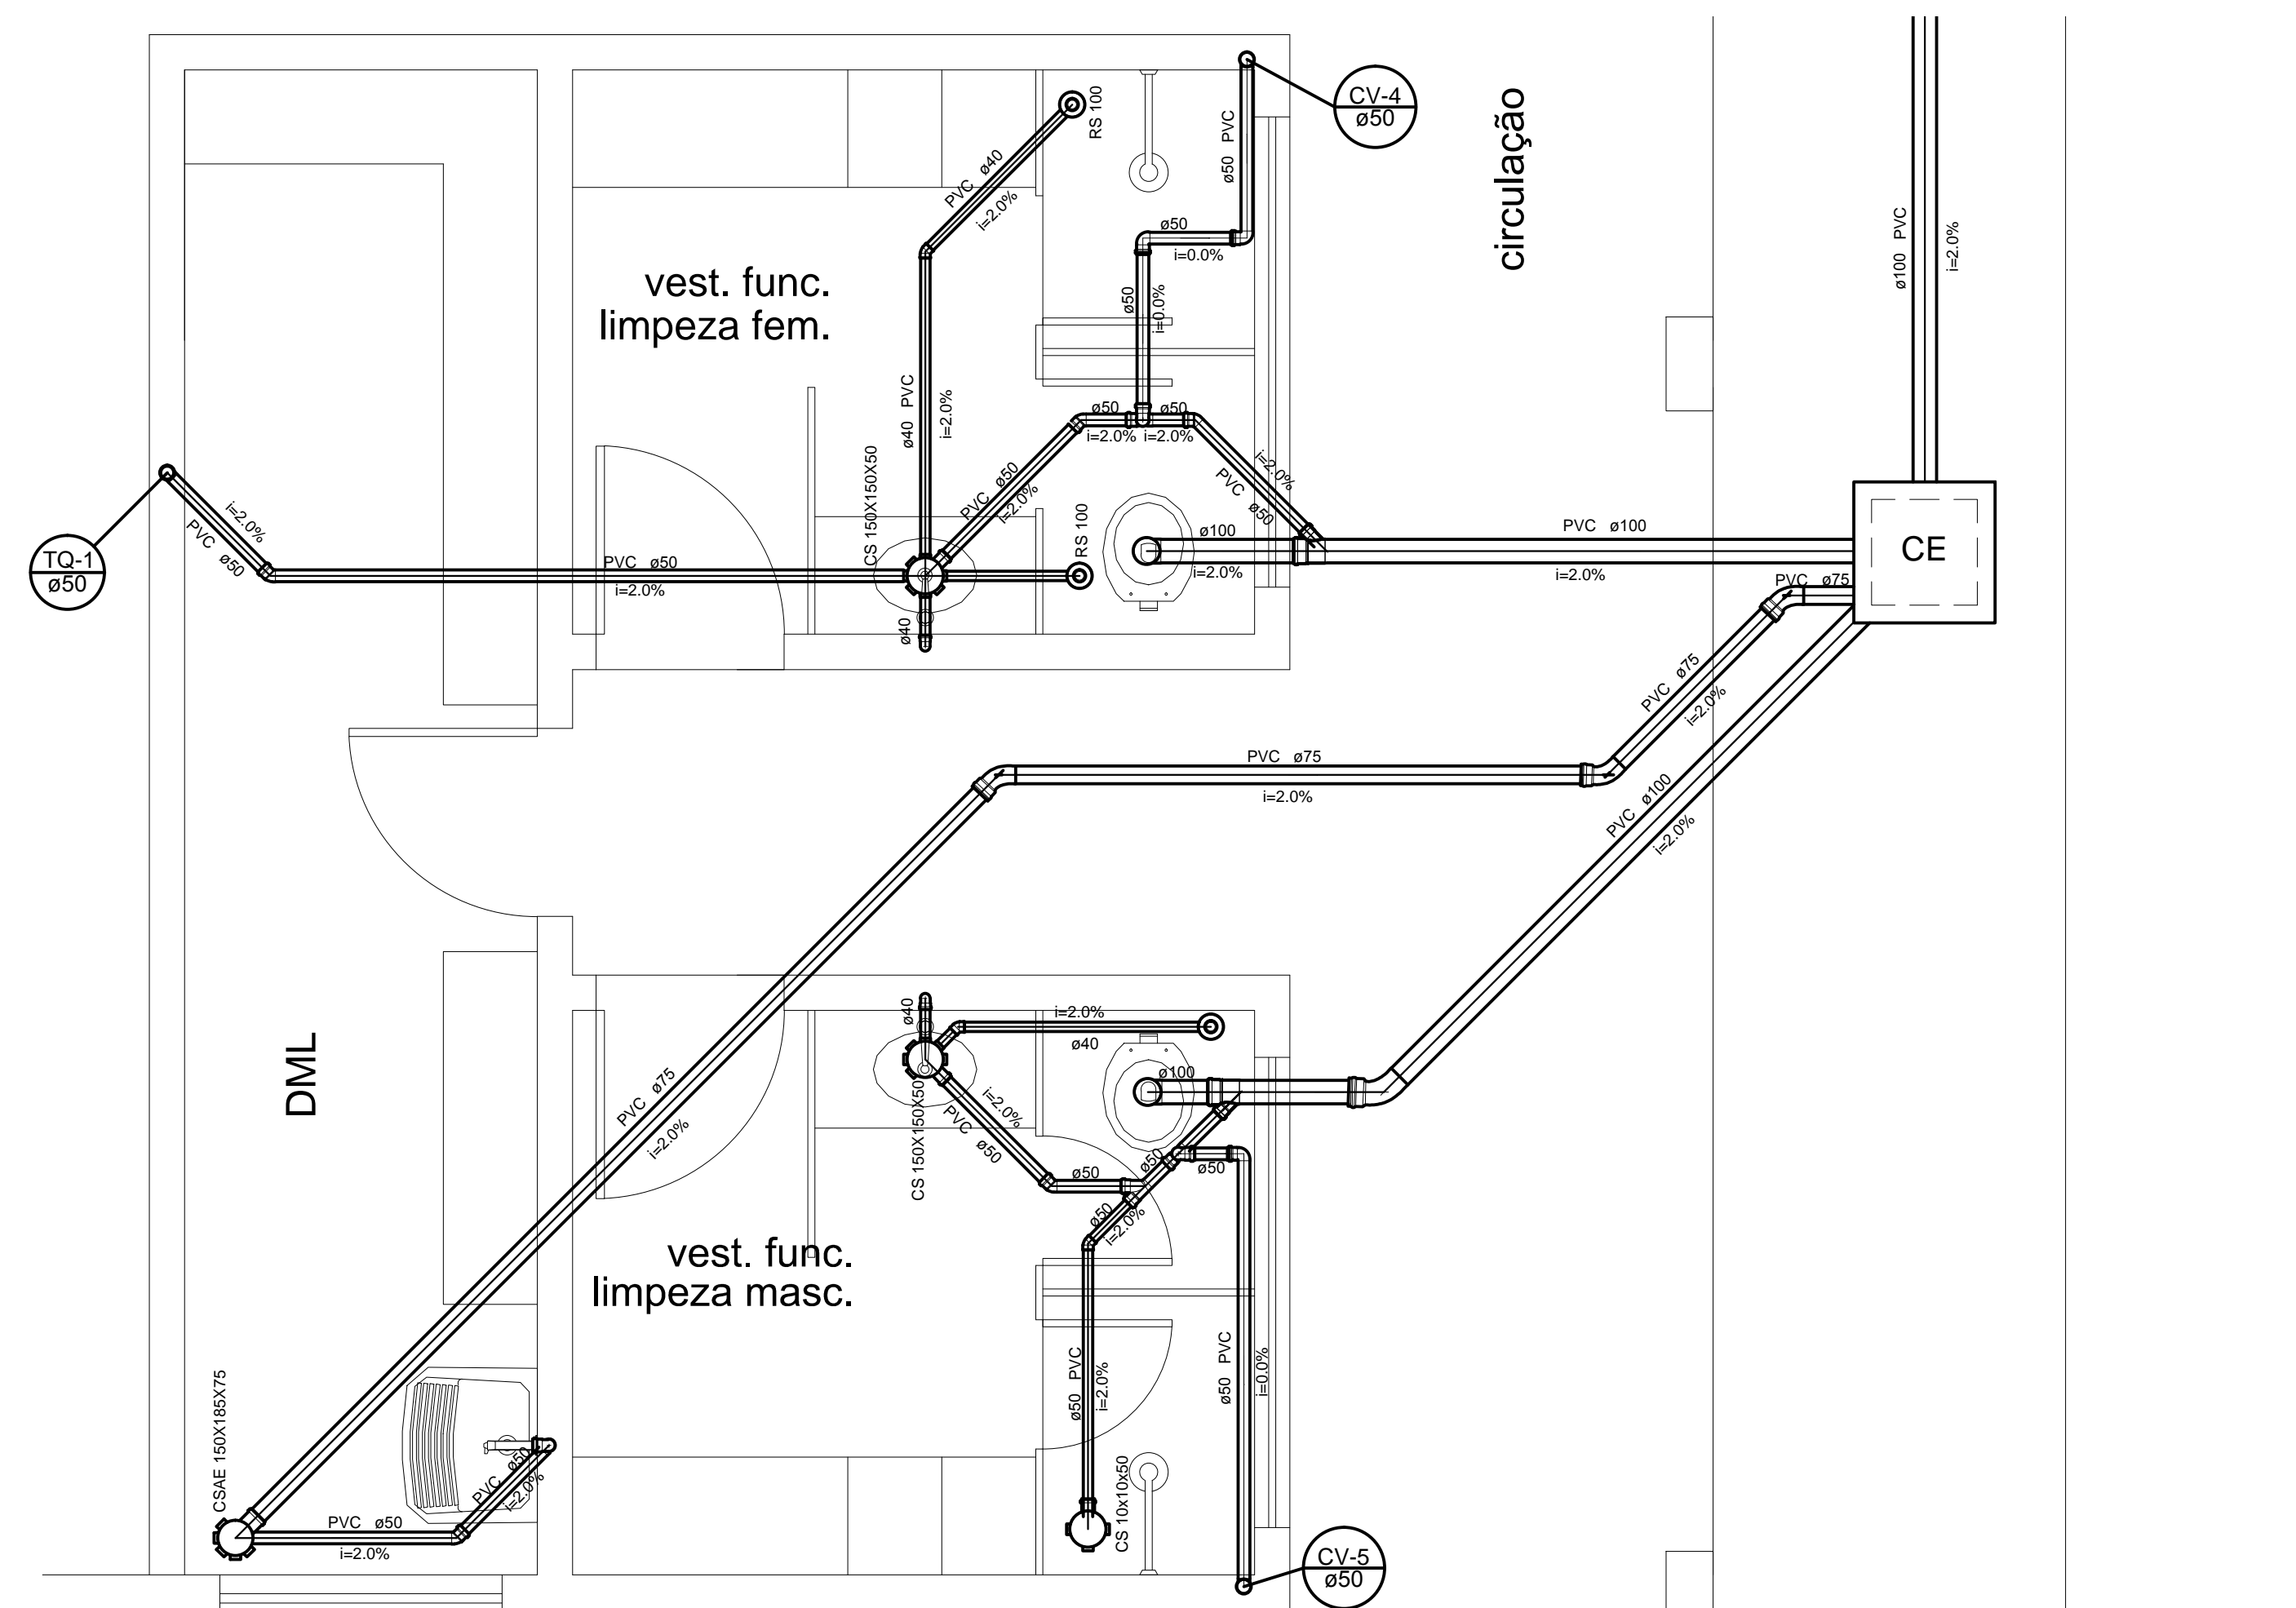 CV-4
ø50
circulação
RS 100
ø50 PVC
PVC ø40
i=2.0%
ø50
i=0.0%
ø100 PVC
i=2.0%
vest. func.
limpeza fem.
ø50
i=0.0%
ø40 PVC
i=2.0%
ø50
ø50
i=2.0%
i=2.0%
CS 150X150X50
PVC ø50
i=2.0%
i=2.0%
PVC ø50
RS 100
ø100
i=2.0%
PVC ø100
i=2.0%
CE
i=2.0%
PVC ø50
TQ-1
ø50
PVC ø50
i=2.0%
PVC ø75
ø40
PVC ø75
i=2.0%
PVC ø75
i=2.0%
PVC ø100
i=2.0%
DML
ø40
i=2.0%
ø40
ø100
PVC ø75
i=2.0%
CS 150X150X50
i=2.0%
PVC ø50
ø50
ø50
ø50
ø50
i=2.0%
vest. func.
limpeza masc.
ø50 PVC
i=2.0%
ø50 PVC
i=0.0%
CSAE 150X185X75
PVC ø50
i=2.0%
PVC ø50
i=2.0%
CS 10x10x50
CV-5
ø50